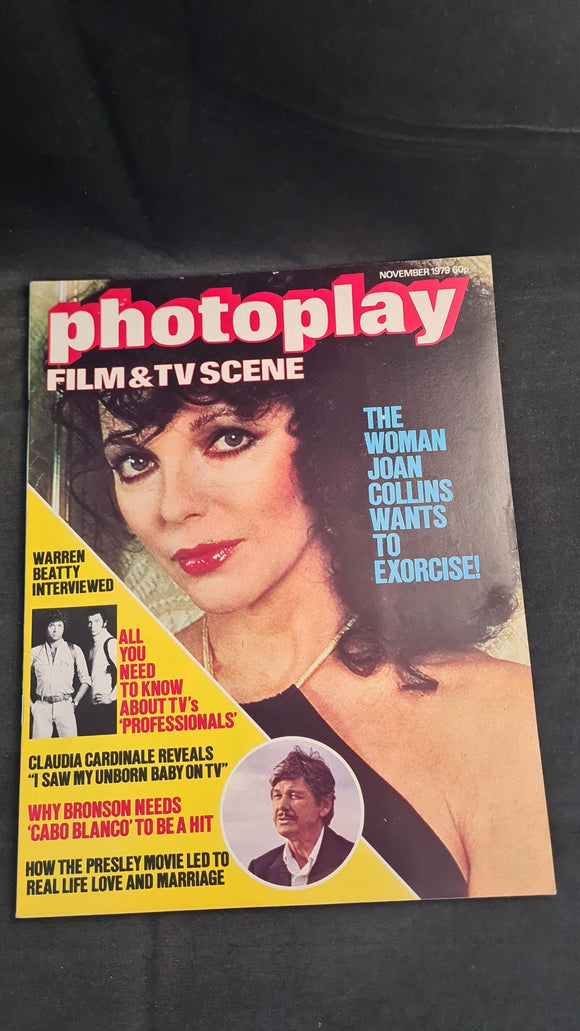 NOVEMBER 1979 60p
photoplay
FILM & TV SCENE
THE
WOMAN
JOAN
COLLINS
WANTS
TO
EXORCISE!
WARREN
BEATTY
INTERVIEWED
ALL
YOU
NEED
TO KNOW
ABOUT TV's
'PROFESSIONALS'
CLAUDIA CARDINALE REVEALS
"I SAW MY UNBORN BABY ON TV"
WHY BRONSON NEEDS
'CABO BLANCO' TO BE A HIT
HOW THE PRESLEY MOVIE LED TO
REAL LIFE LOVE AND MARRIAGE